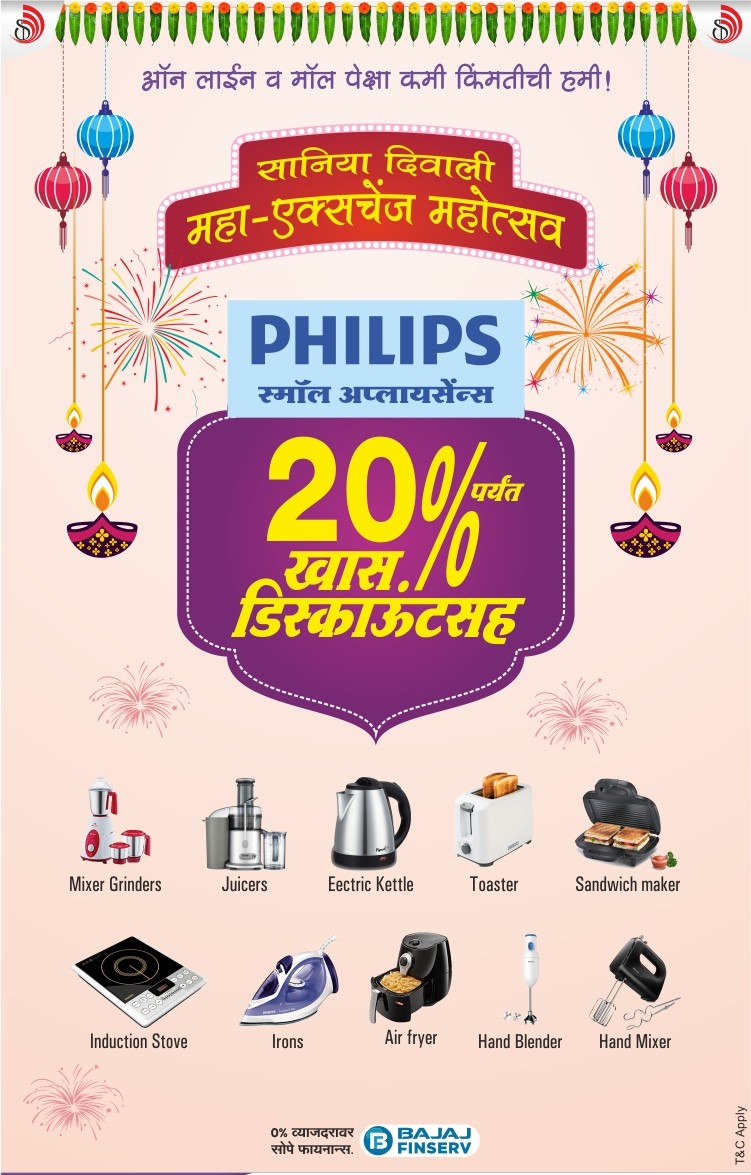 ऑन लाईन व मॉल पेक्षा कमी किंमतीची हमी!
सानिया दिवाली
महा-एक्सचेंज महोत्सव
PHILIPS
स्मॉल अप्लायसेंन्स
20% पर्यंत
खास.
डिस्काऊंटसह
Mixer Grinders
Juicers
Eectric Kettle
Toaster
Sandwich maker
Induction Stove
Irons
Air fryer
Hand Blender
Hand Mixer
0% व्याजदरावर
सोपे फायनान्स.
B BAJAJ
FINSERV
T&C Apply